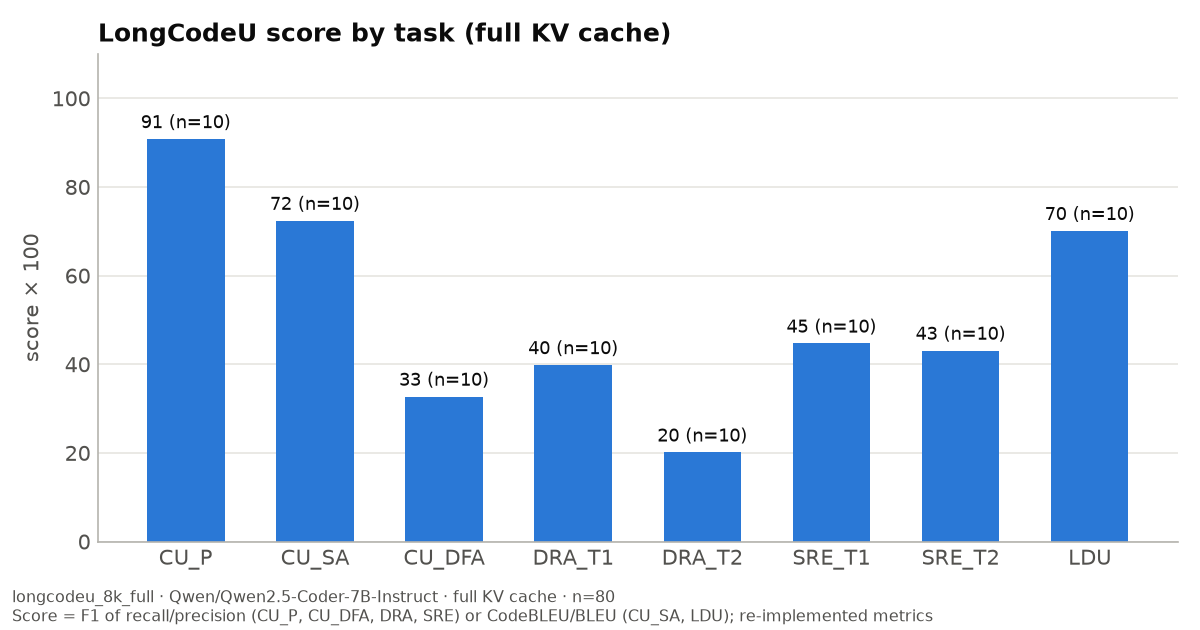 LongCodeU score by task (full KV cache)
score × 100
100
80
60
40
20
0
91 (n=10)
72 (n=10)
33 (n=10)
40 (n=10)
20 (n=10)
45 (n=10)
43 (n=10)
70 (n=10)
CU_P
CU_SA
CU_DFA
DRA_T1
DRA_T2
SRE_T1
SRE_T2
LDU
longcodeu_8k_full · Qwen/Qwen2.5-Coder-7B-Instruct · full KV cache · n=80
Score = F1 of recall/precision (CU_P, CU_DFA, DRA, SRE) or CodeBLEU/BLEU (CU_SA, LDU); re-implemented metrics